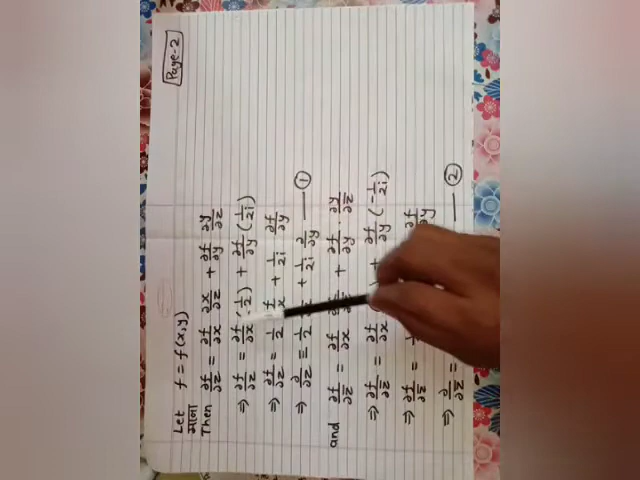 Page-2
Let f = f(x,y)
माना
Then ∂f/∂z = ∂f/∂x ∂x/∂z + ∂f/∂y ∂y/∂z
⇒ ∂f/∂z = ∂f/∂x (1/2) + ∂f/∂y (1/2i)
⇒ ∂f/∂z = 1/2 + 1/2i ∂f/∂y
⇒ ∂/∂z = 1/2 + 1/2i ∂/∂y — ①
and ∂f/∂z̅ = ∂f/∂x + ∂f/∂y · ∂y/∂z̅
⇒ ∂f/∂z̅ = ∂f/∂x + ∂f/∂y (-1/2i)
⇒ ∂f/∂z̅ = ∂f/∂y
⇒ ∂/∂z̅ = — ②